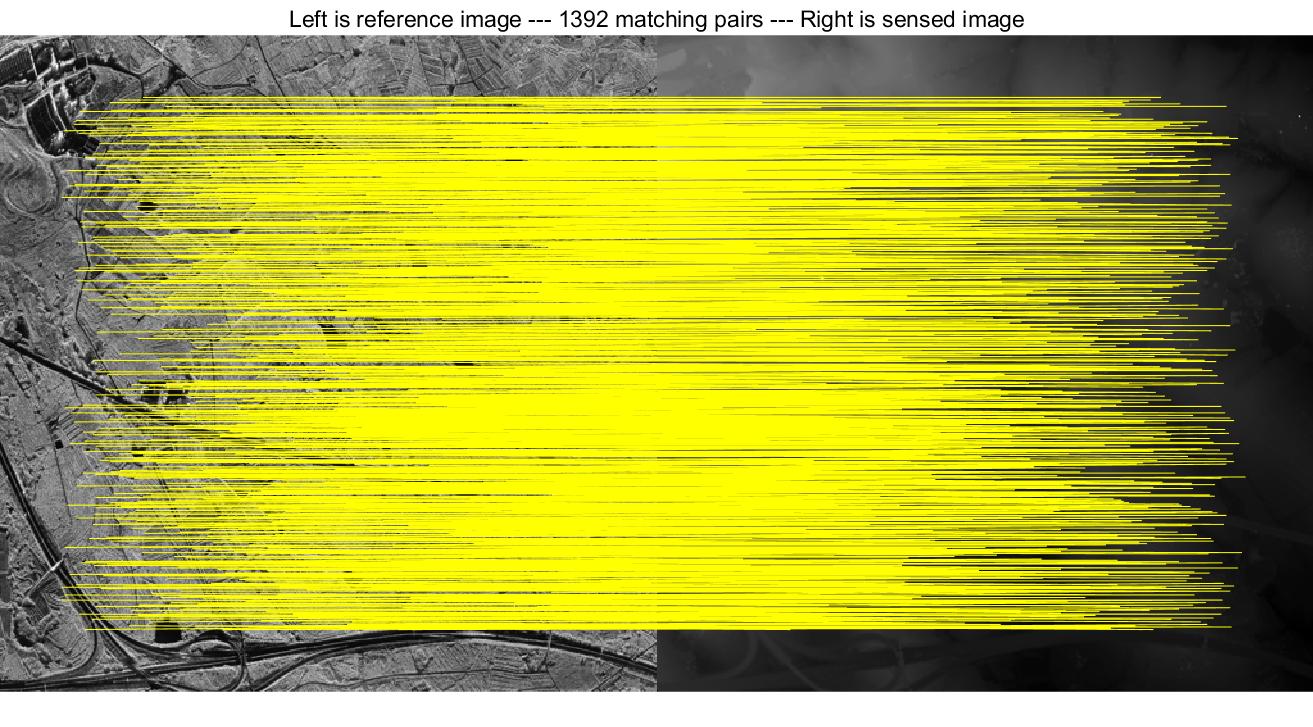 Left is reference image --- 1392 matching pairs --- Right is sensed image